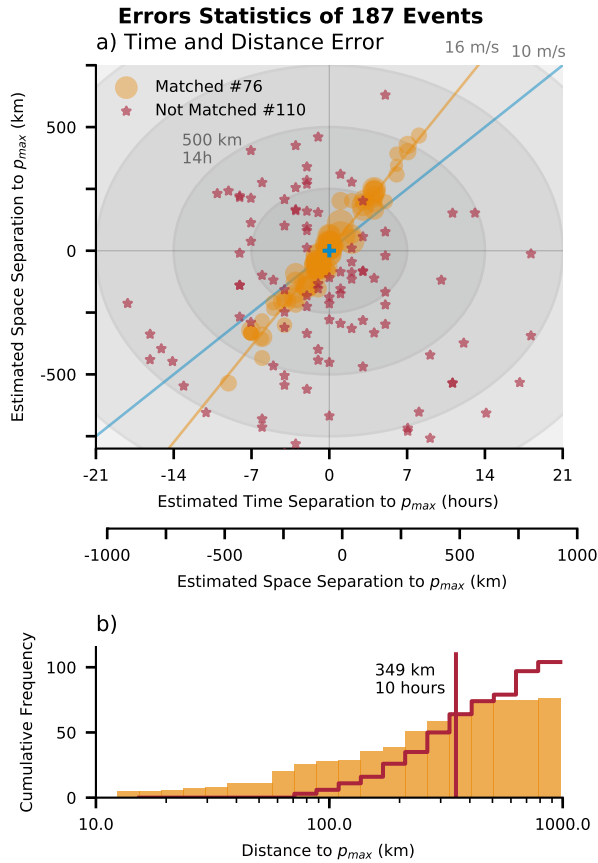 Errors Statistics of 187 Events
a) Time and Distance Error
16 m/s
10 m/s
Matched #76
Not Matched #110
500 km
14h
500
0
-500
Estimated Space Separation to pmax (km)
-21 -14 -7 0 7 14 21
Estimated Time Separation to pmax (hours)
-1000 -500 0 500 1000
Estimated Space Separation to pmax (km)
b)
349 km
10 hours
100
50
0
Cumulative Frequency
10.0 100.0 1000.0
Distance to pmax (km)